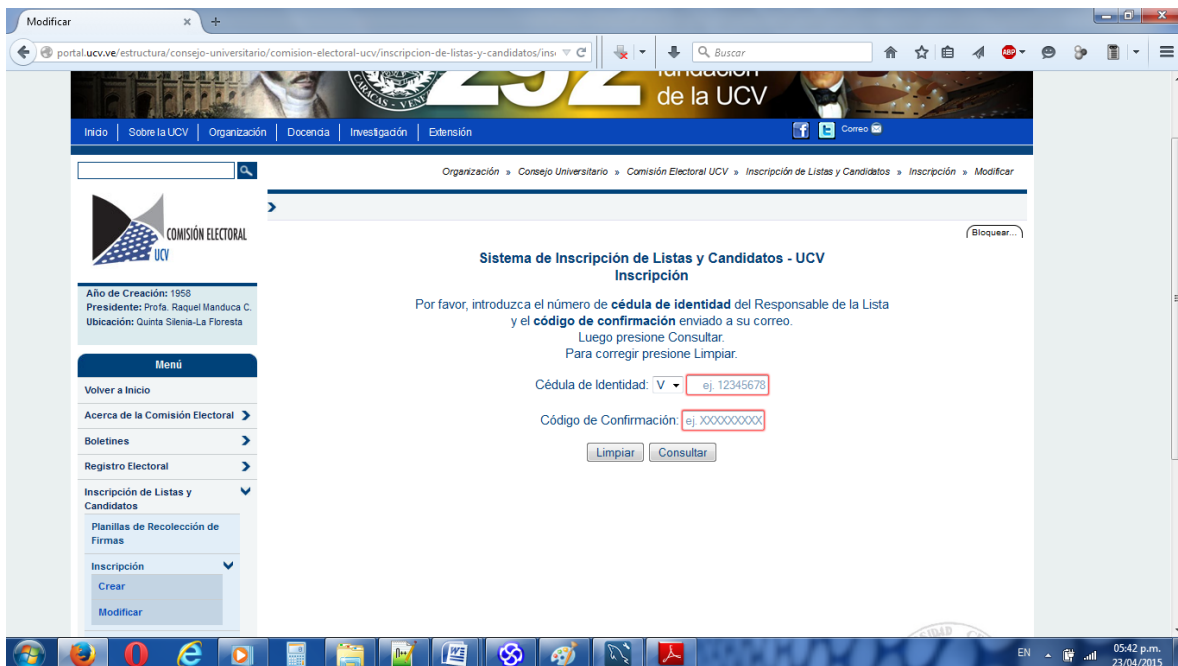 Modificar
portal.ucv.ve/estructura/consejo-universitario/comision-electoral-ucv/inscripcion-de-listas-y-candidatos/ins
Buscar
ABP
CARACAS - VEN
292
fundación
de la UCV
Inicio Sobre la UCV Organización Docencia Investigación Extensión
Correo
Organización » Consejo Universitario » Comisión Electoral UCV » Inscripción de Listas y Candidatos » Inscripción » Modificar
COMISIÓN ELECTORAL
UCV
Bloquear...
Año de Creación: 1958
Presidente: Profa. Raquel Manduca C.
Ubicación: Quinta Silenia-La Floresta
Menú
Volver a Inicio
Acerca de la Comisión Electoral
Boletines
Registro Electoral
Inscripción de Listas y
Candidatos
Planillas de Recolección de
Firmas
Inscripción
Crear
Modificar
Sistema de Inscripción de Listas y Candidatos - UCV
Inscripción
Por favor, introduzca el número de cédula de identidad del Responsable de la Lista
y el código de confirmación enviado a su correo.
Luego presione Consultar.
Para corregir presione Limpiar.
Cédula de Identidad: V ej. 12345678
Código de Confirmación: ej. XXXXXXXXX
Limpiar Consultar
EN
05:42 p.m.
23/04/2015